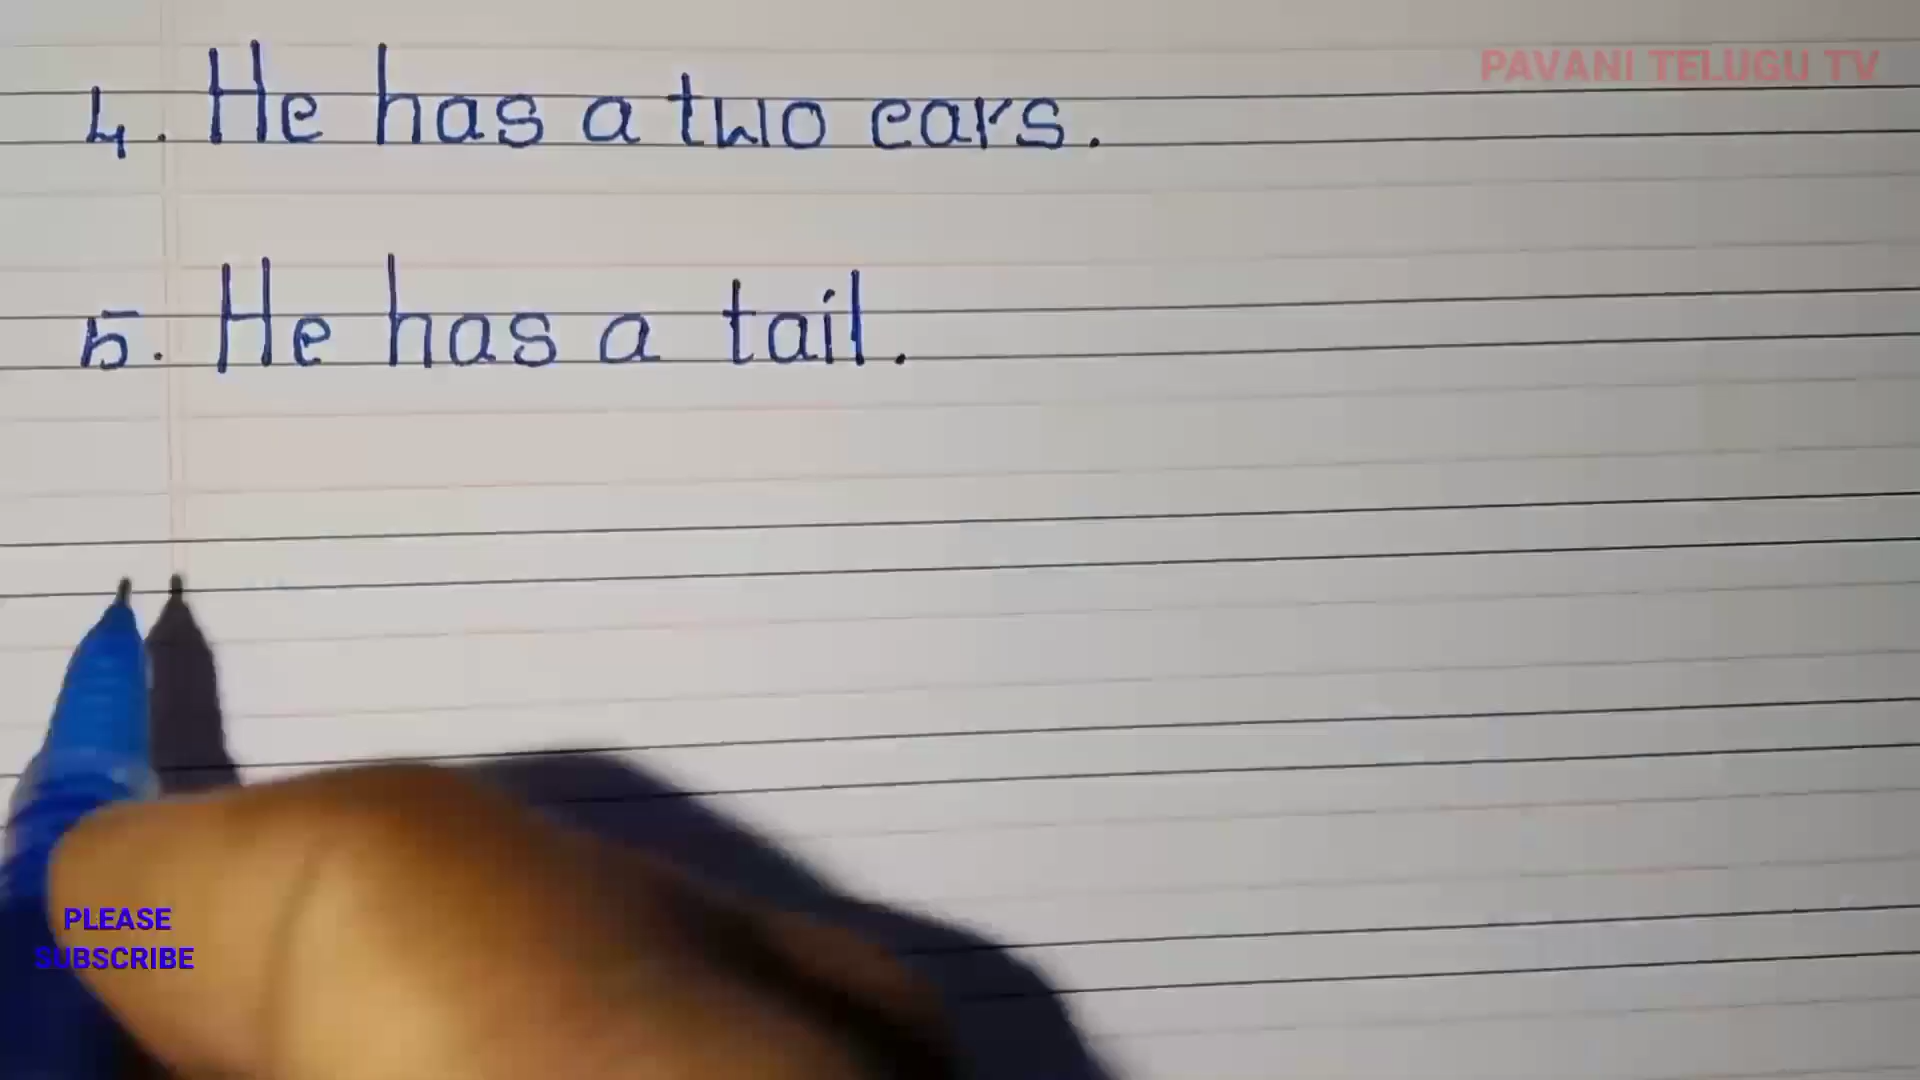 PAVANI TELUGU TV
4. He has a two ears.
5. He has a tail.
PLEASE
SUBSCRIBE